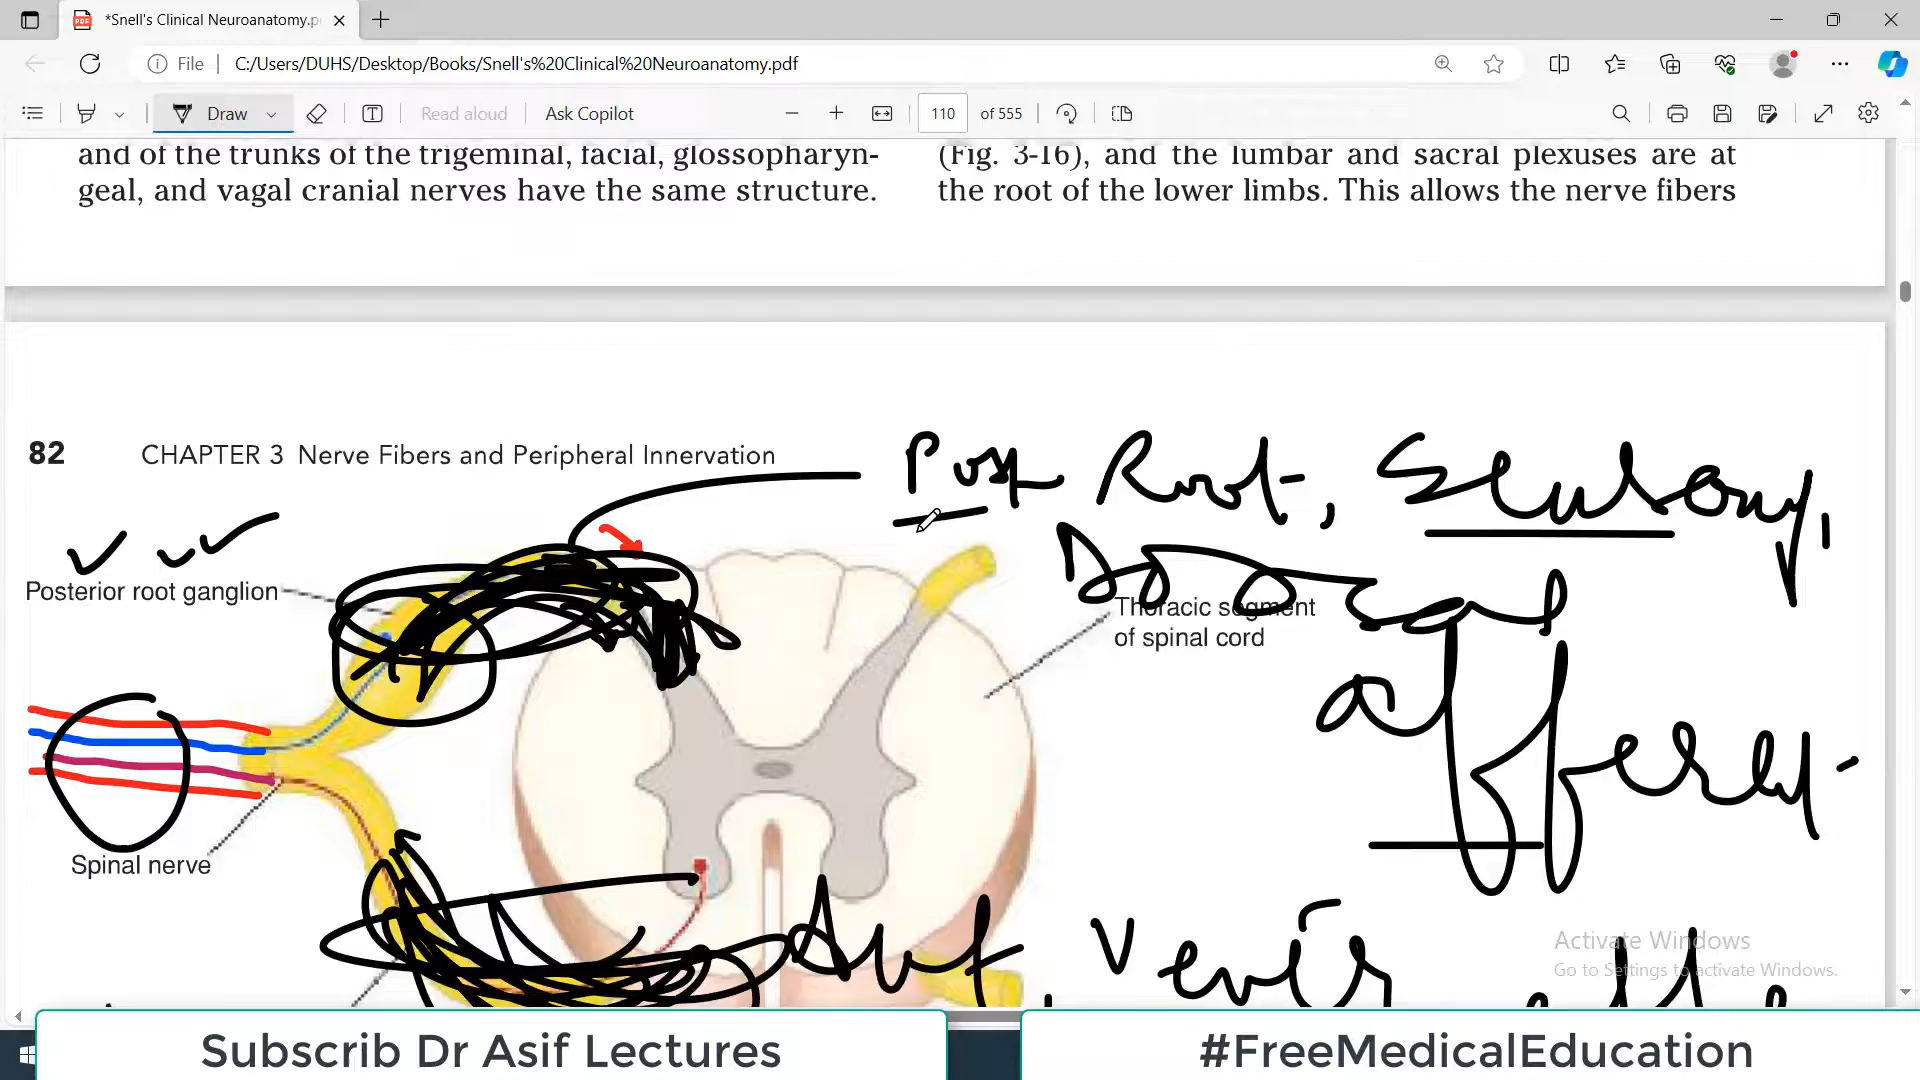 *Snell's Clinical Neuroanatomy.p
File C:/Users/DUHS/Desktop/Books/Snell's%20Clinical%20Neuroanatomy.pdf
Draw Read aloud Ask Copilot 110 of 555
and of the trunks of the trigeminal, facial, glossopharyn-
geal, and vagal cranial nerves have the same structure.
(Fig. 3-16), and the lumbar and sacral plexuses are at
the root of the lower limbs. This allows the nerve fibers
82 CHAPTER 3 Nerve Fibers and Peripheral Innervation
Post Root, Sensory,
Dorsal
afferent
Posterior root ganglion
Thoracic segment
of spinal cord
Spinal nerve
Ant,
Activate Windows
Go to Settings to activate Windows.
Subscrib Dr Asif Lectures
#FreeMedicalEducation